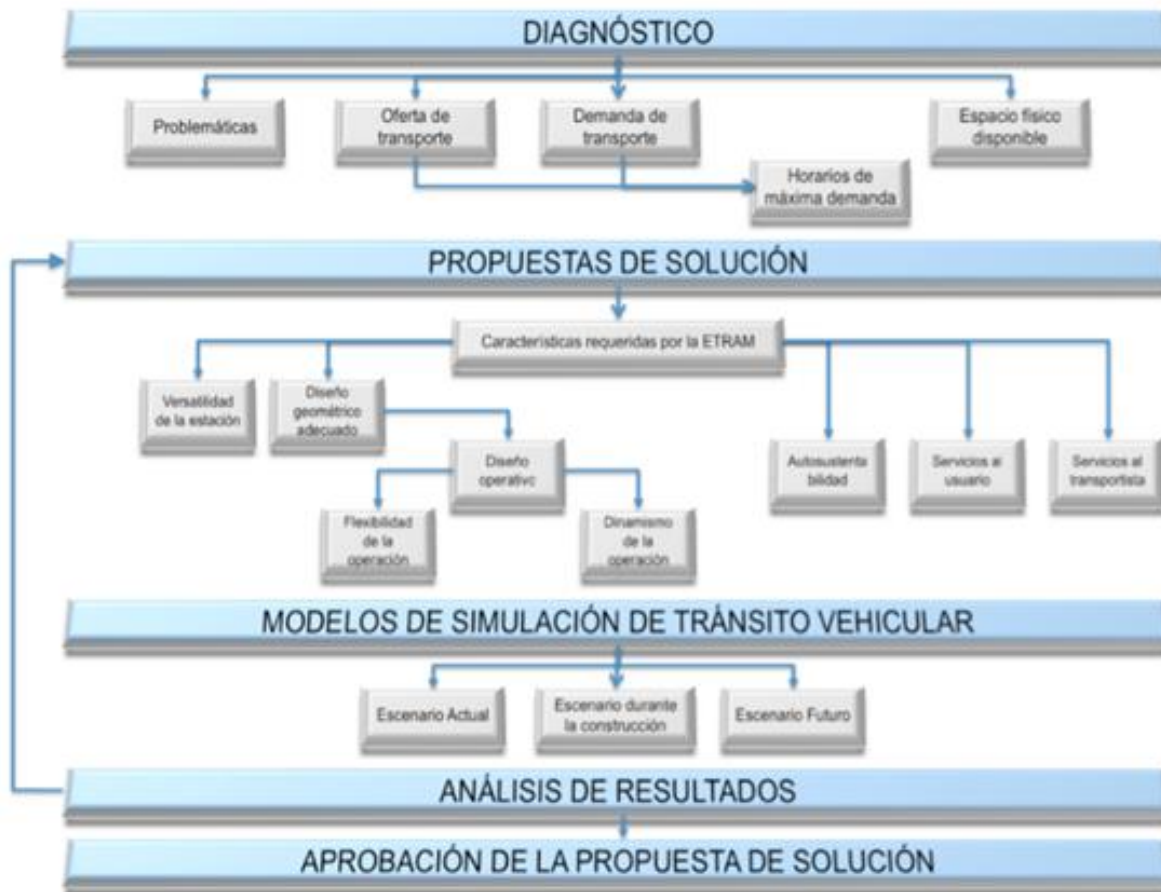 DIAGNÓSTICO
Problemáticas
Oferta de
transporte
Demanda de
transporte
Espacio físico
disponible
Horarios de
máxima demanda
PROPUESTAS DE SOLUCIÓN
Características requeridas por la ETRAM
Versatilidad
de la estación
Diseño
geométrico
adecuado
Diseño
operativo
Flexibilidad
de la
operación
Dinamismo
de la
operación
Autosustenta
bilidad
Servicios al
usuario
Servicios al
transportista
MODELOS DE SIMULACIÓN DE TRÁNSITO VEHICULAR
Escenario Actual
Escenario durante
la construcción
Escenario Futuro
ANÁLISIS DE RESULTADOS
APROBACIÓN DE LA PROPUESTA DE SOLUCIÓN